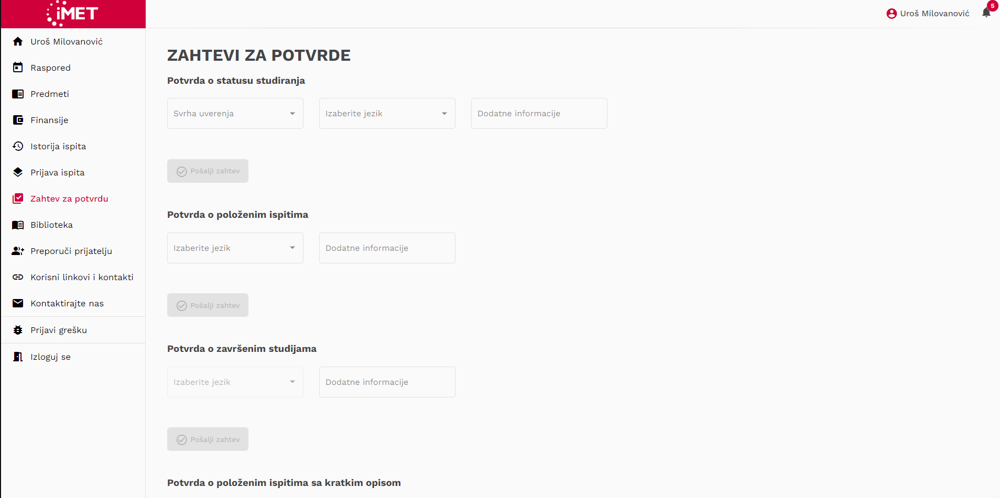 iMET
Uroš Milovanović
5
Uroš Milovanović
Raspored
Predmeti
Finansije
Istorija ispita
Prijava ispita
Zahtev za potvrdu
Biblioteka
Preporuči prijatelju
Korisni linkovi i kontakti
Kontaktirajte nas
Prijavi grešku
Izloguj se
ZAHTEVI ZA POTVRDE
Potvrda o statusu studiranja
Svrha uverenja
Izaberite jezik
Dodatne informacije
Pošalji zahtev
Potvrda o položenim ispitima
Izaberite jezik
Dodatne informacije
Pošalji zahtev
Potvrda o završenim studijama
Izaberite jezik
Dodatne informacije
Pošalji zahtev
Potvrda o položenim ispitima sa kratkim opisom